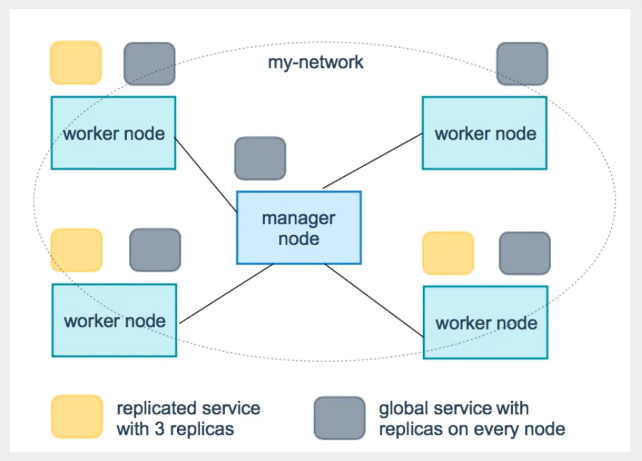 my-network
worker node
worker node
manager
node
worker node
worker node
replicated service
with 3 replicas
global service with
replicas on every node